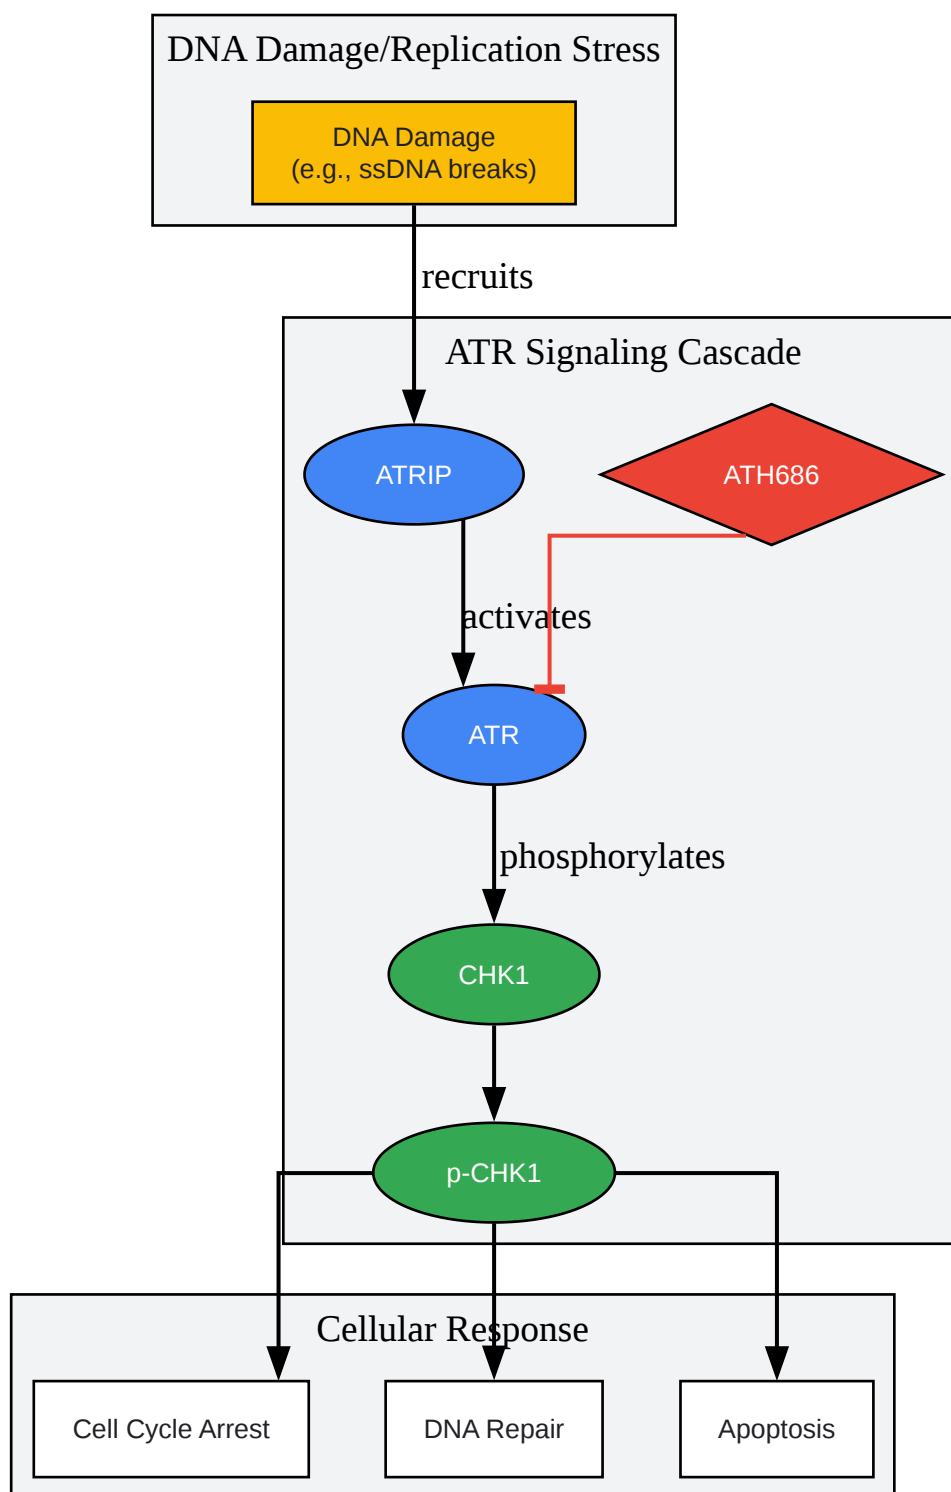 DNA Damage/Replication Stress
DNA Damage
(e.g., ssDNA breaks)
recruits
ATR Signaling Cascade
ATRIP
ATH686
activates
ATR
phosphorylates
CHK1
p-CHK1
Cellular Response
Cell Cycle Arrest
DNA Repair
Apoptosis